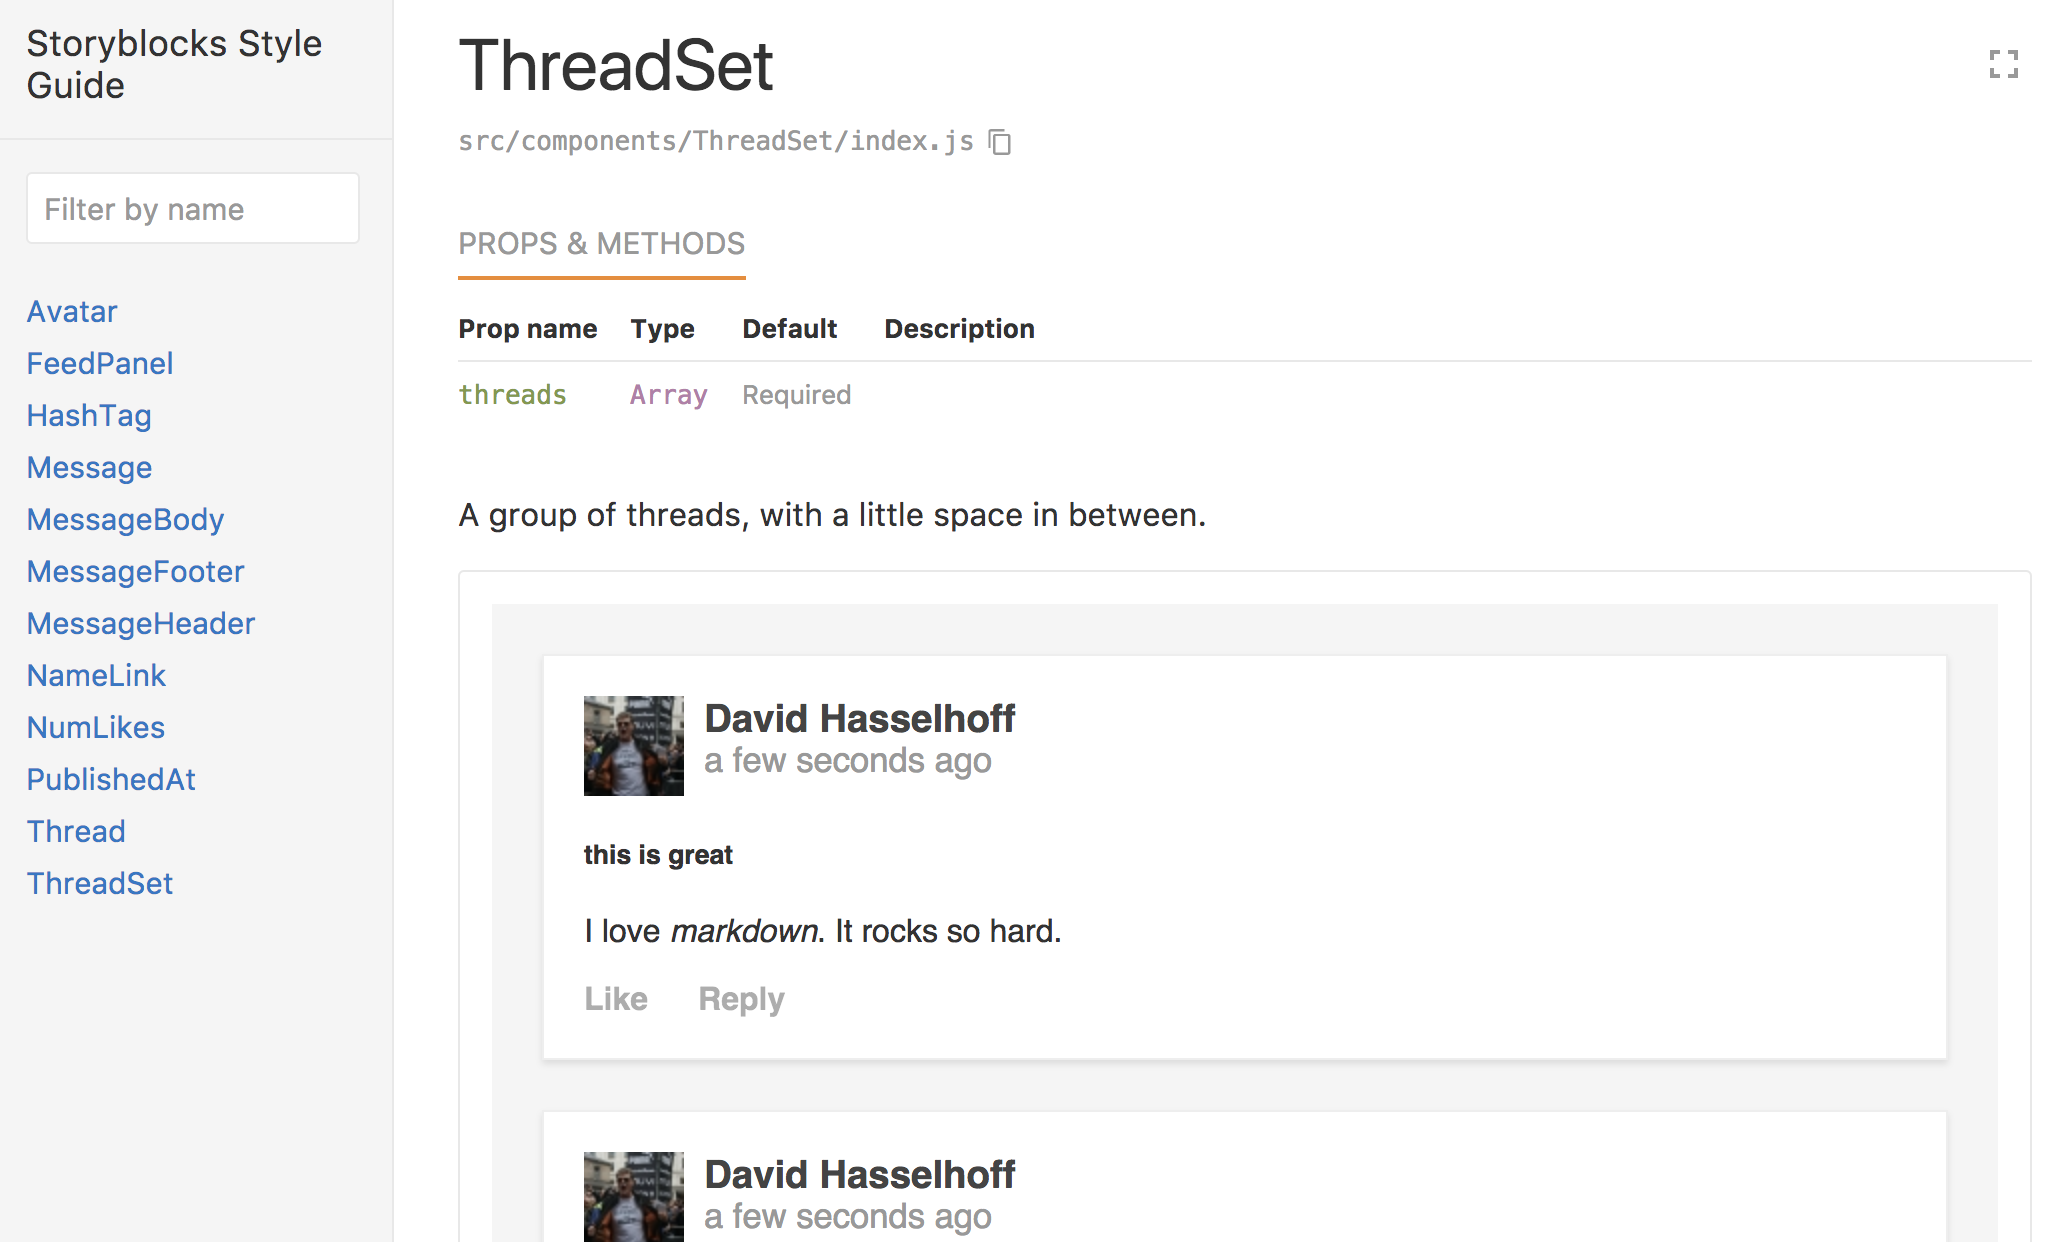 Storyblocks Style
Guide
Filter by name
Avatar
FeedPanel
HashTag
Message
MessageBody
MessageFooter
MessageHeader
NameLink
NumLikes
PublishedAt
Thread
ThreadSet
ThreadSet
src/components/ThreadSet/index.js
PROPS & METHODS
Prop name Type Default Description
threads Array Required
A group of threads, with a little space in between.
David Hasselhoff
a few seconds ago
this is great
I love markdown. It rocks so hard.
Like Reply
David Hasselhoff
a few seconds ago